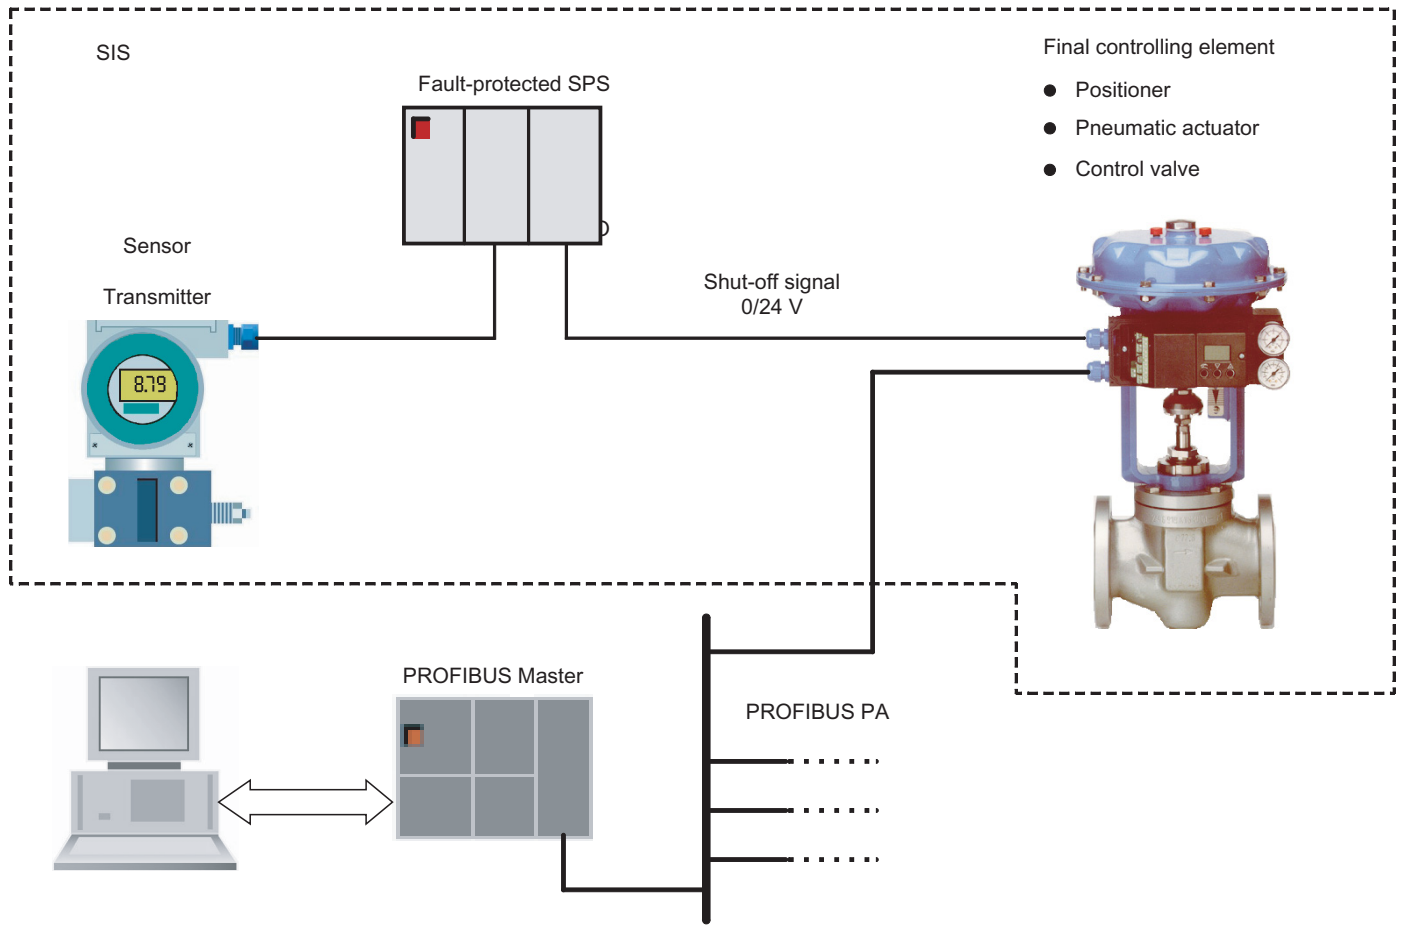 SIS
Fault-protected SPS
Final controlling element
● Positioner
● Pneumatic actuator
● Control valve
Sensor
Transmitter
8.79
Shut-off signal
0/24 V
PROFIBUS Master
PROFIBUS PA